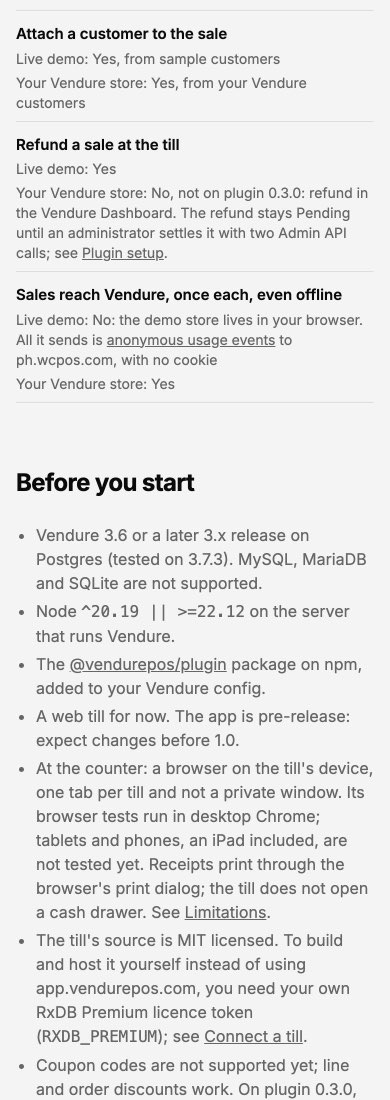 Attach a customer to the sale
Live demo: Yes, from sample customers
Your Vendure store: Yes, from your Vendure
customers
Refund a sale at the till
Live demo: Yes
Your Vendure store: No, not on plugin 0.3.0: refund in
the Vendure Dashboard. The refund stays Pending
until an administrator settles it with two Admin API
calls; see Plugin setup.
Sales reach Vendure, once each, even offline
Live demo: No: the demo store lives in your browser.
All it sends is anonymous usage events to
ph.wcpos.com, with no cookie
Your Vendure store: Yes
Before you start
• Vendure 3.6 or a later 3.x release on
Postgres (tested on 3.7.3). MySQL, MariaDB
and SQLite are not supported.
• Node ^20.19 || >=22.12 on the server
that runs Vendure.
• The @vendurepos/plugin package on npm,
added to your Vendure config.
• A web till for now. The app is pre-release:
expect changes before 1.0.
• At the counter: a browser on the till's device,
one tab per till and not a private window. Its
browser tests run in desktop Chrome;
tablets and phones, an iPad included, are
not tested yet. Receipts print through the
browser's print dialog; the till does not open
a cash drawer. See Limitations.
• The till's source is MIT licensed. To build
and host it yourself instead of using
app.vendurepos.com, you need your own
RxDB Premium licence token
(RXDB_PREMIUM); see Connect a till.
• Coupon codes are not supported yet; line
and order discounts work. On plugin 0.3.0,